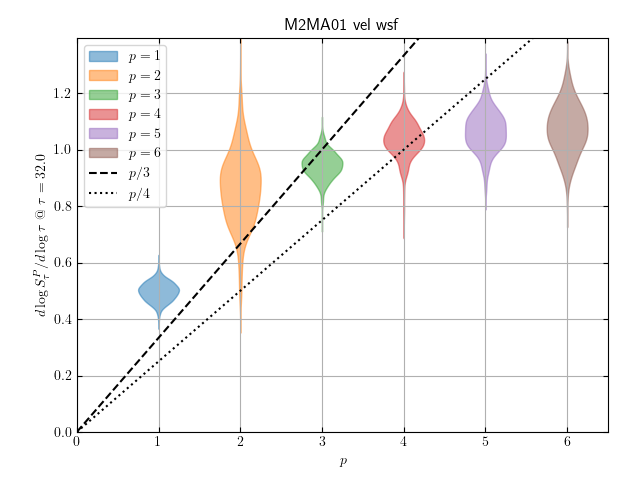 M2MA01 vel wsf
p = 1
p = 2
p = 3
p = 4
p = 5
p = 6
p/3
p/4
d log S_τ^P / d log τ @ τ = 32.0
1.2
1.0
0.8
0.6
0.4
0.2
0.0
0 1 2 3 4 5 6
p